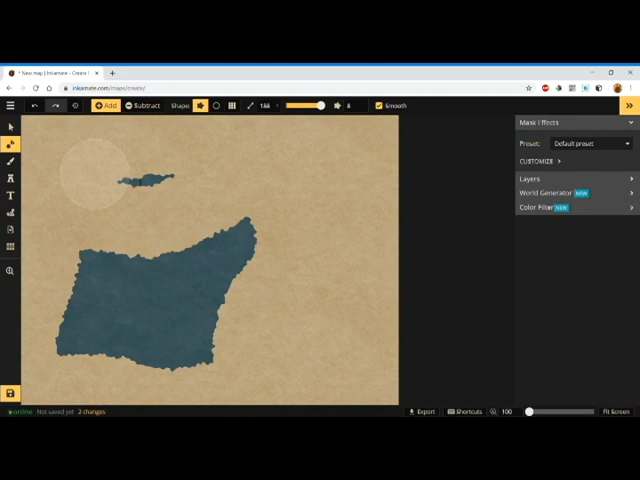 * New map | Inkarnate - Create
inkarnate.com/maps/create/
Add
Subtract
Shape:
8
Smooth
Mask Effects
Preset:
Default preset
CUSTOMIZE
Layers
World Generator NEW
Color Filter NEW
online
Not saved yet
2 changes
Export
Shortcuts
100
Fit Screen